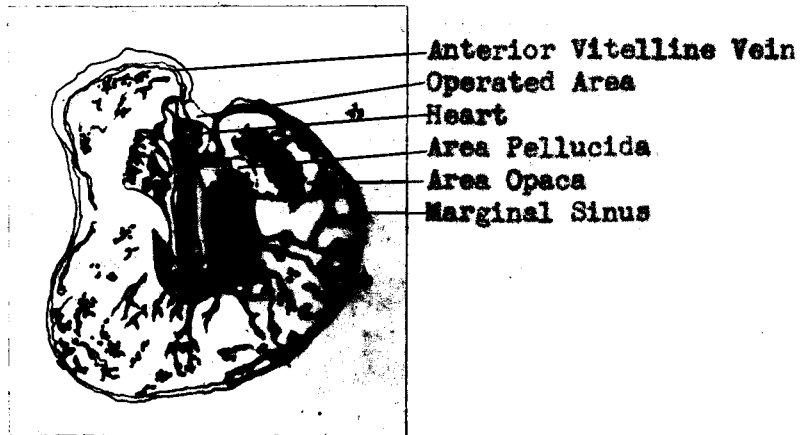 Anterior Vitelline Vein
Operated Area
Heart
Area Pellucida
Area Opaca
Marginal Sinus